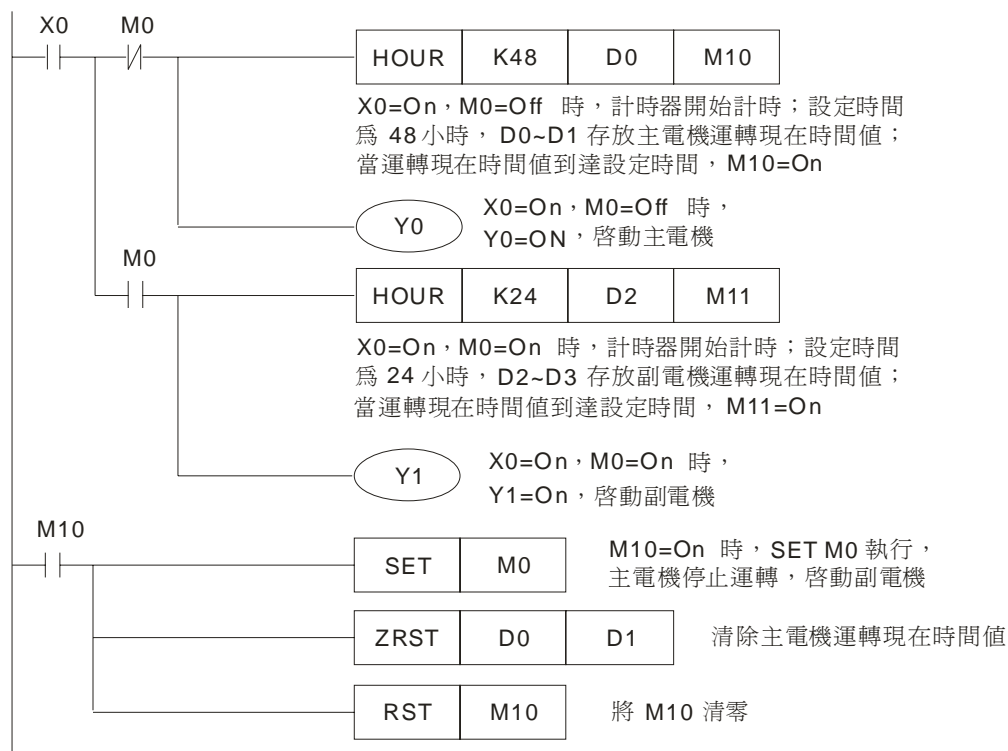 X0 M0
HOUR K48 D0 M10
X0=On，M0=Off 時，計時器開始計時；設定時間
爲 48 小時，D0~D1 存放主電機運轉現在時間值；
當運轉現在時間值到達設定時間，M10=On
Y0
X0=On，M0=Off 時，
Y0=ON，啓動主電機
M0
HOUR K24 D2 M11
X0=On，M0=On 時，計時器開始計時；設定時間
爲 24 小時，D2~D3 存放副電機運轉現在時間值；
當運轉現在時間值到達設定時間，M11=On
Y1
X0=On，M0=On 時，
Y1=On，啓動副電機
M10
SET M0
M10=On 時，SET M0 執行，
主電機停止運轉，啓動副電機
ZRST D0 D1
清除主電機運轉現在時間值
RST M10
將 M10 清零